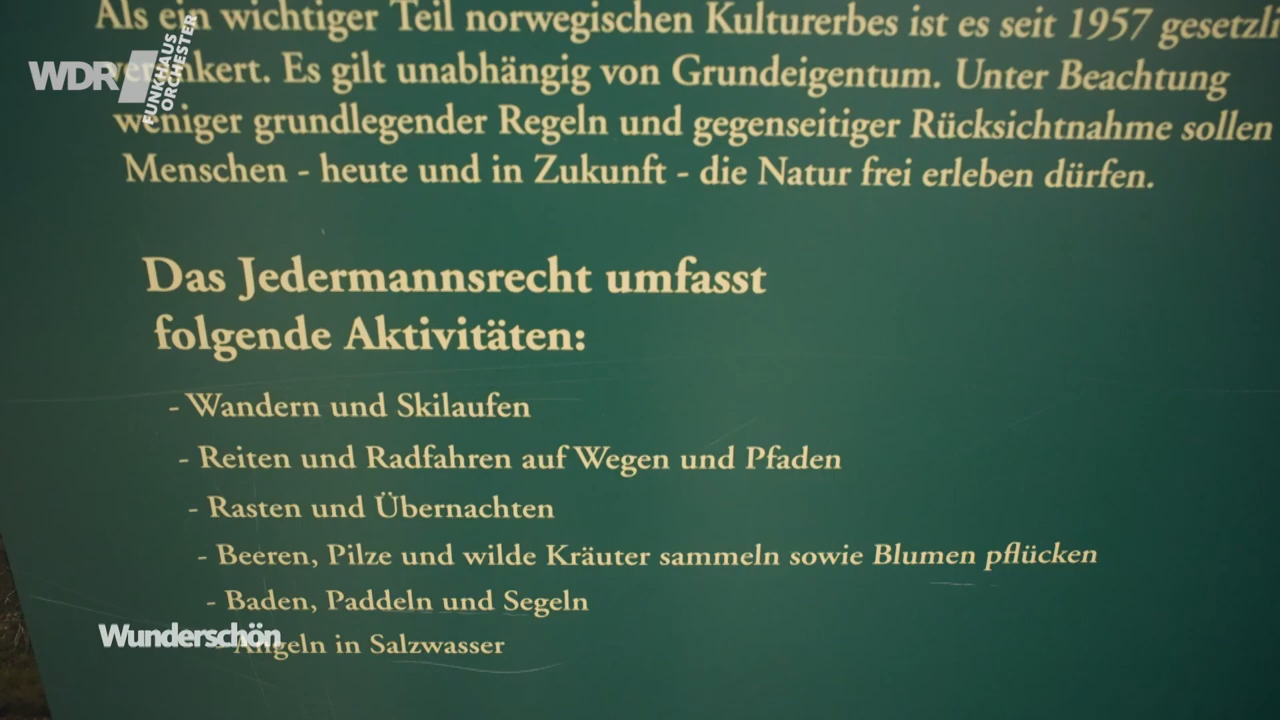 Als ein wichtiger Teil norwegischen Kulturerbes ist es seit 1957
WDR FUNKHAUS ORCHESTER
Es gilt unabhängig von Grundeigentum. Unter Beachtung
weniger grundlegender Regeln und gegenseitiger Rücksichtnahme sollen
Menschen - heute und in Zukunft - die Natur frei erleben dürfen.
Das Jedermannsrecht umfasst
folgende Aktivitäten:
- Wandern und Skilaufen
- Reiten und Radfahren auf Wegen und Pfaden
- Rasten und Übernachten
- Beeren, Pilze und wilde Kräuter sammeln sowie Blumen pflücken
- Baden, Paddeln und Segeln
Wunderschön
- Angeln in Salzwasser